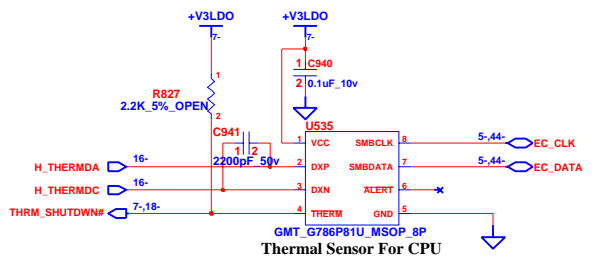 +V3LDO +V3LDO
7- 7-
1 1 C940
R827 2 0.1uF_10v
2.2K_5%_OPEN
2 C941 U535
1 2 1 VCC SMBCLK 8 5-,44- EC_CLK
2200pF_50v
H_THERMDA 16- 2 DXP SMBDATA 7 5-,44- EC_DATA
H_THERMDC 16- 3 DXN ALERT 6
THRM_SHUTDWN# 7-,18- 4 THERM GND 5
GMT_G786P81U_MSOP_8P
Thermal Sensor For CPU